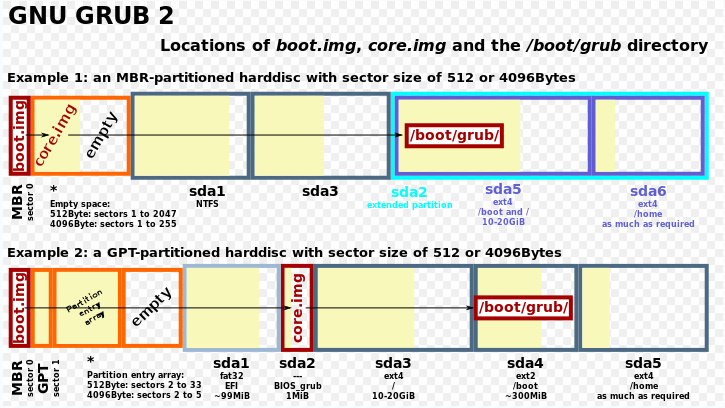 GNU GRUB 2
Locations of boot.img, core.img and the /boot/grub directory
Example 1: an MBR-partitioned harddisc with sector size of 512 or 4096Bytes
boot.img
core.img
empty
/boot/grub/
MBR
sector 0
*
Empty space:
512Byte: sectors 1 to 2047
4096Byte: sectors 1 to 255
sda1
NTFS
sda3
sda2
extended partition
sda5
ext4
/boot and /
10-20GiB
sda6
ext4
/home
as much as required
Example 2: a GPT-partitioned harddisc with sector size of 512 or 4096Bytes
boot.img
Partition
entry
array
empty
core.img
/boot/grub/
MBR
sector 0
GPT
sector 1
*
Partition entry array:
512Byte: sectors 2 to 33
4096Byte: sectors 2 to 5
sda1
fat32
EFI
~99MiB
sda2
---
BIOS_grub
1MiB
sda3
ext4
/
10-20GiB
sda4
ext2
/boot
~300MiB
sda5
ext4
/home
as much as required